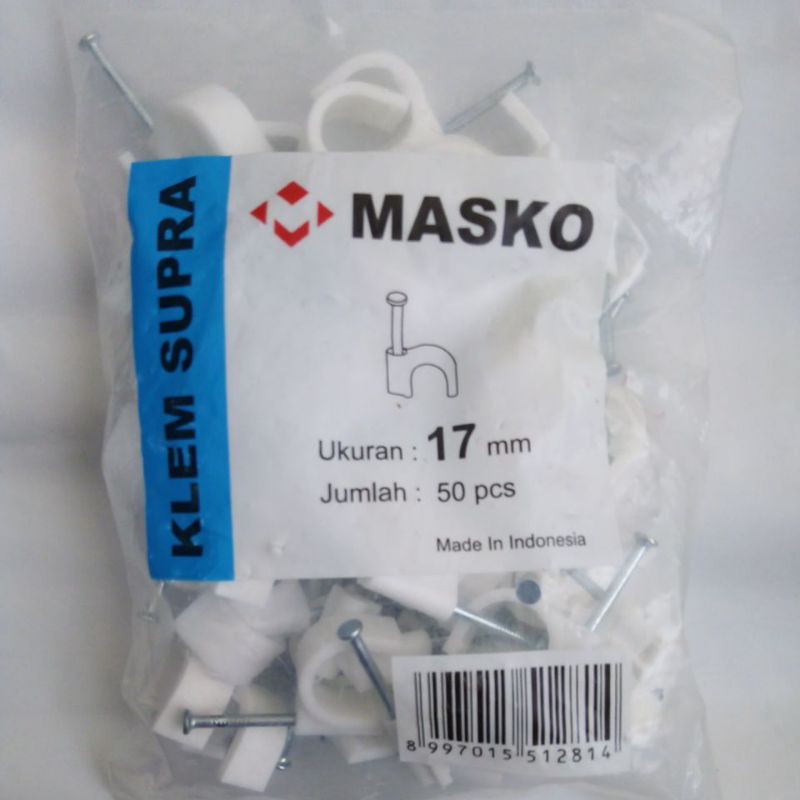 KLEM SUPRA
MASKO
Ukuran : 17 mm
Jumlah : 50 pcs
Made In Indonesia
8 997015 512814